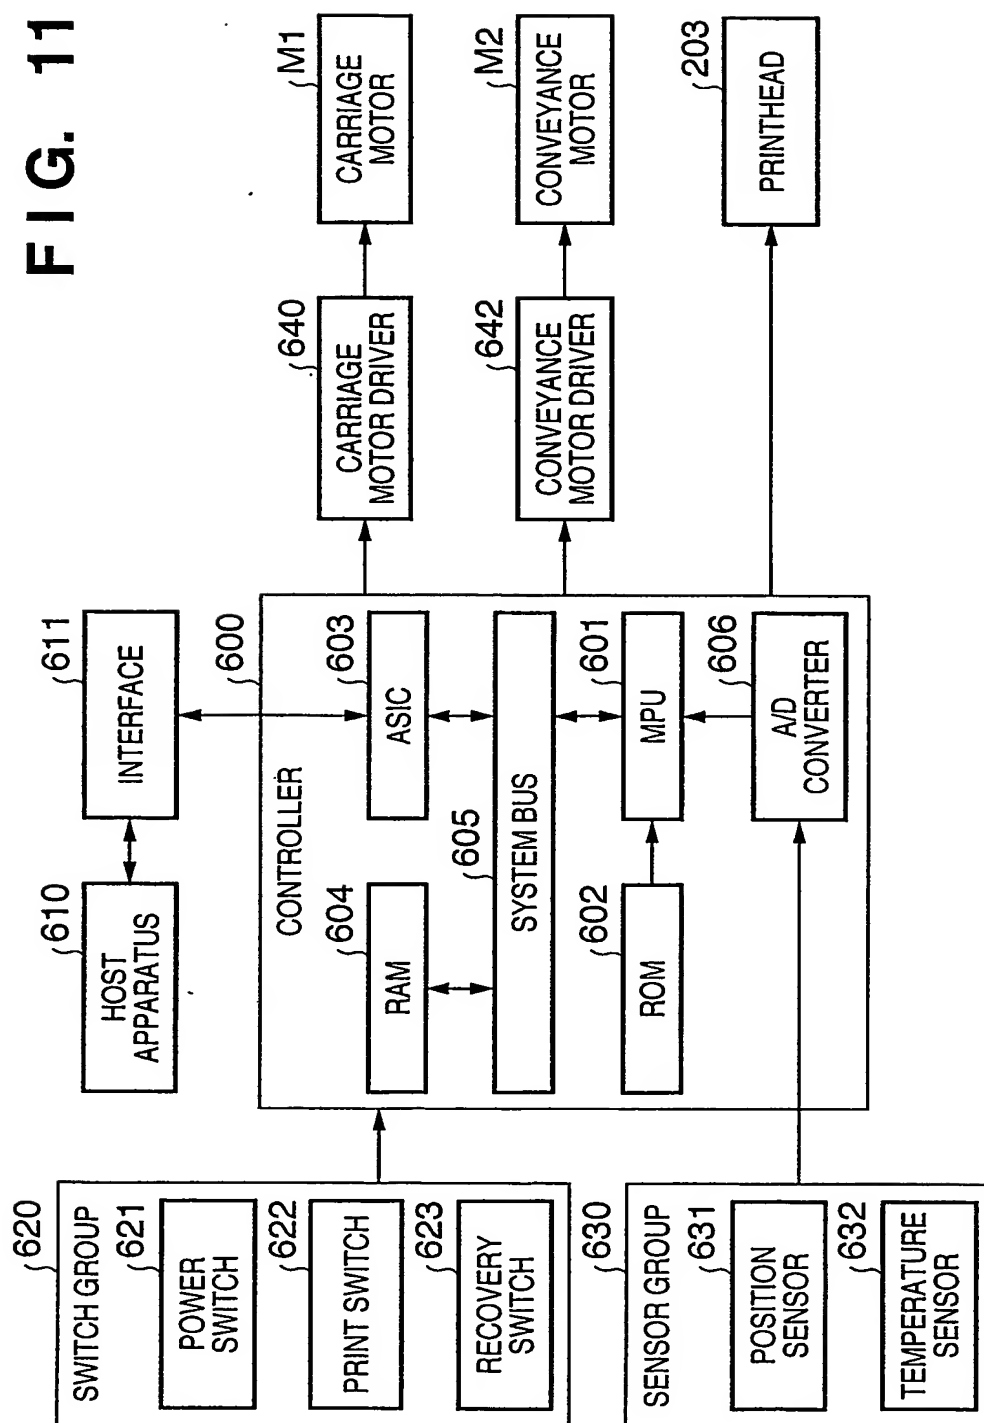 FIG. 11
610
HOST
APPARATUS
611
INTERFACE
620
SWITCH GROUP
621
POWER
SWITCH
622
PRINT SWITCH
623
RECOVERY
SWITCH
630
SENSOR GROUP
631
POSITION
SENSOR
632
TEMPERATURE
SENSOR
600
CONTROLLER
604
RAM
603
ASIC
605
SYSTEM BUS
602
ROM
601
MPU
606
A/D
CONVERTER
640
CARRIAGE
MOTOR DRIVER
M1
CARRIAGE
MOTOR
642
CONVEYANCE
MOTOR DRIVER
M2
CONVEYANCE
MOTOR
203
PRINTHEAD